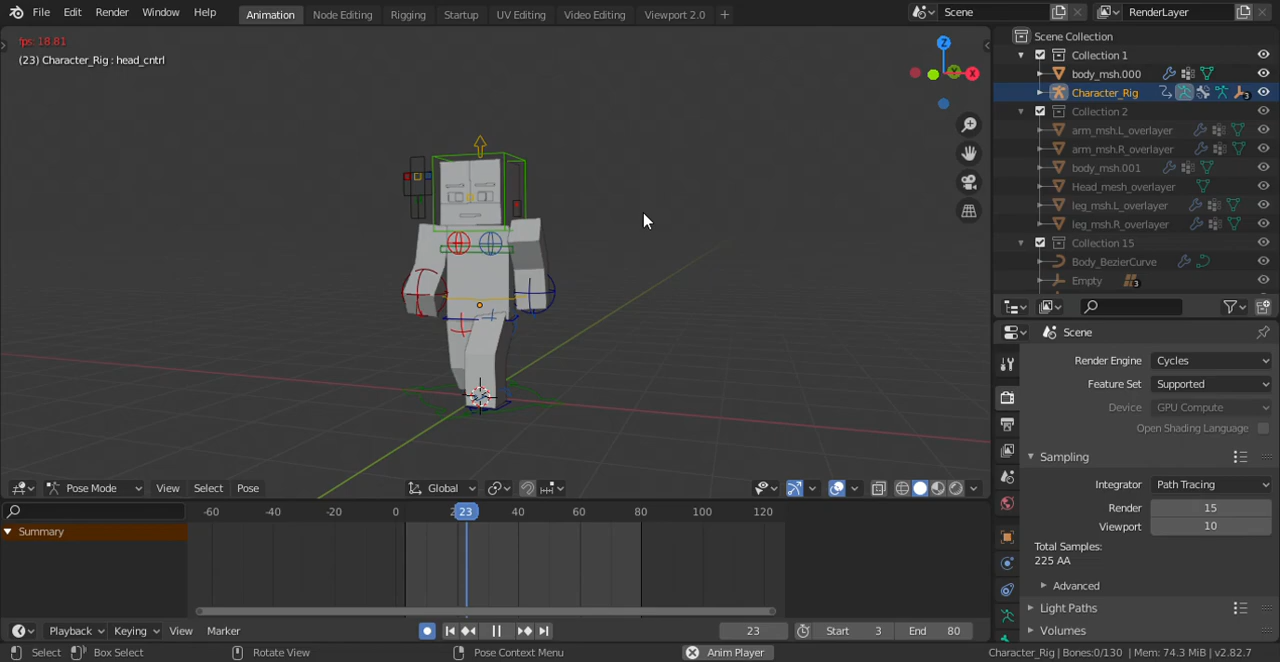 File Edit Render Window Help Animation Node Editing Rigging Startup UV Editing Video Editing Viewport 2.0 + Scene RenderLayer
fps: 18.81
(23) Character_Rig : head_cntrl
Z
X
Scene Collection
Collection 1
body_msh.000
Character_Rig 3
Collection 2
arm_msh.L_overlayer
arm_msh.R_overlayer
body_msh.001
Head_mesh_overlayer
leg_msh.L_overlayer
leg_msh.R_overlayer
Collection 15
Body_BezierCurve
Empty 3
Scene
Render Engine Cycles
Feature Set Supported
Device GPU Compute
Open Shading Language
Sampling
Integrator Path Tracing
Render 15
Viewport 10
Total Samples:
225 AA
Advanced
Light Paths
Volumes
Pose Mode View Select Pose Global
-60 -40 -20 0 23 40 60 80 100 120
Summary
Playback Keying View Marker 23 Start 3 End 80
Select Box Select Rotate View Pose Context Menu Anim Player Character_Rig | Bones:0/130 | Mem: 74.3 MiB | v2.82.7